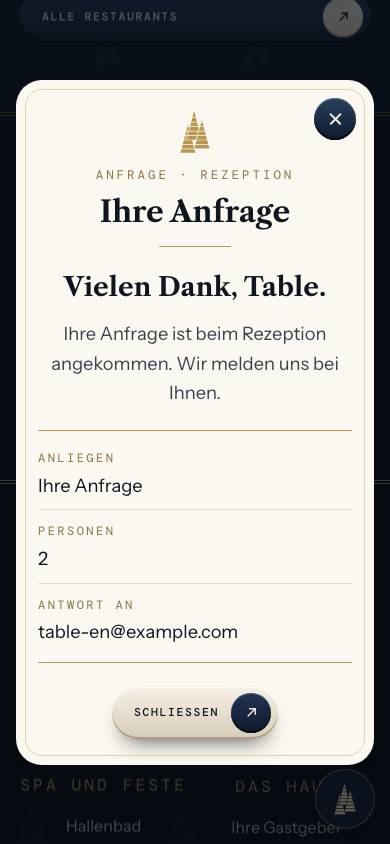 ALLE RESTAURANTS
ANFRAGE · REZEPTION
Ihre Anfrage
Vielen Dank, Table.
Ihre Anfrage ist beim Rezeption
angekommen. Wir melden uns bei
Ihnen.
ANLIEGEN
Ihre Anfrage
PERSONEN
2
ANTWORT AN
table-en@example.com
SCHLIESSEN
SPA UND FESTE
DAS HAU
Hallenbad
Ihre Gastgeber